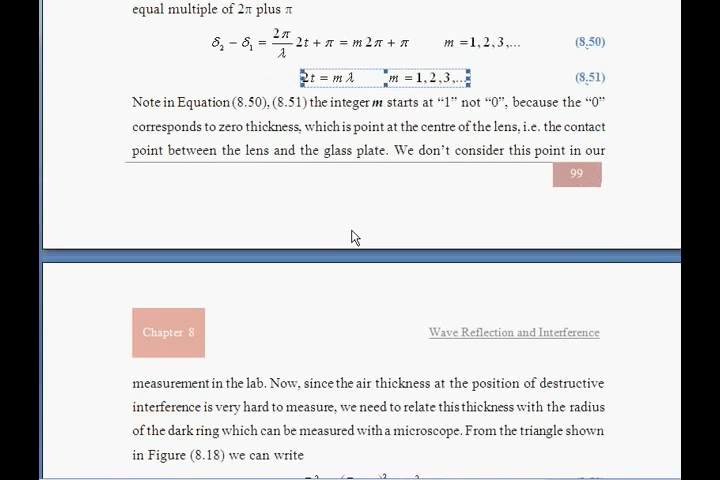 equal multiple of 2π plus π
δ₂ − δ₁ = 2π/λ 2t + π = m 2π + π m = 1, 2, 3, ... (8.50)
2t = m λ m = 1, 2, 3, ... (8.51)
Note in Equation (8.50), (8.51) the integer m starts at “1” not “0”, because the “0”
corresponds to zero thickness, which is point at the centre of the lens, i.e. the contact
point between the lens and the glass plate. We don’t consider this point in our
99
Chapter 8 Wave Reflection and Interference
measurement in the lab. Now, since the air thickness at the position of destructive
interference is very hard to measure, we need to relate this thickness with the radius
of the dark ring which can be measured with a microscope. From the triangle shown
in Figure (8.18) we can write